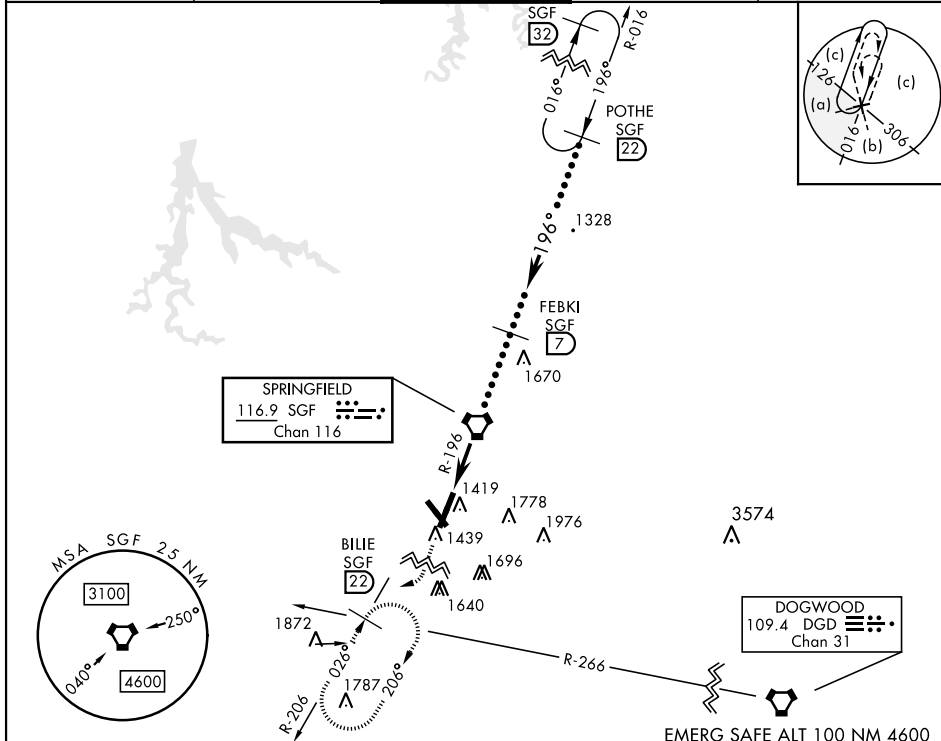 SGF
32
R-016
016°
196°
POTHE
SGF
22
(c)
(c)
126
(a)
016
306
(b)
1328
196°
FEBKI
SGF
7
1670
SPRINGFIELD
116.9 SGF
Chan 116
R-196
1419
1778
1976
3574
1439
BILIE
SGF
22
1696
1640
MSA SGF 25 NM
3100
250°
040°
4600
1872
026°
206°
1787
R-206
R-266
DOGWOOD
109.4 DGD
Chan 31
EMERG SAFE ALT 100 NM 4600